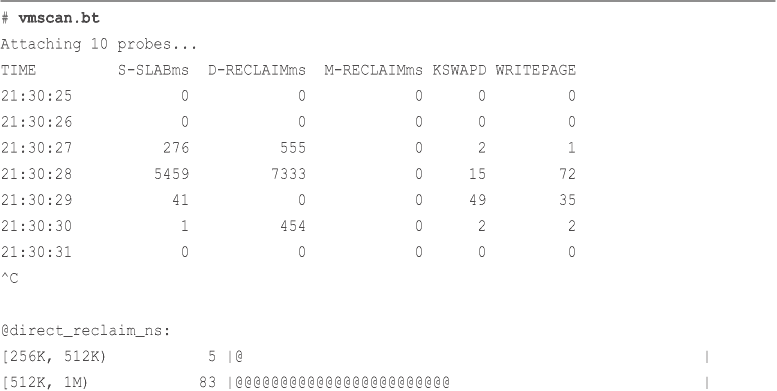 # vmscan.bt
Attaching 10 probes...
TIME         S-SLABms  D-RECLAIMms  M-RECLAIMms KSWAPD WRITEPAGE
21:30:25            0            0            0      0         0
21:30:26            0            0            0      0         0
21:30:27          276          555            0      2         1
21:30:28         5459         7333            0     15        72
21:30:29           41            0            0     49        35
21:30:30            1          454            0      2         2
21:30:31            0            0            0      0         0
^C
@direct_reclaim_ns:
[256K, 512K)           5 |@                                                   |
[512K, 1M)            83 |@@@@@@@@@@@@@@@@@@@@@@@@                            |